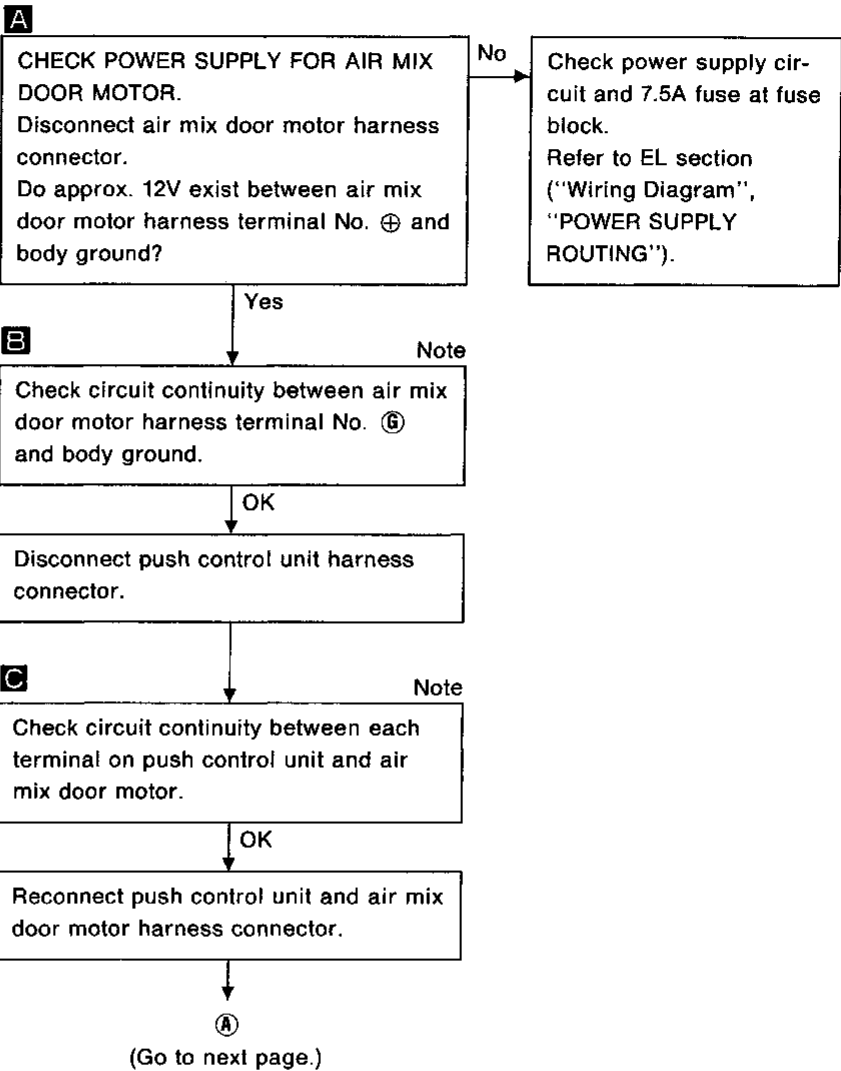 A
CHECK POWER SUPPLY FOR AIR MIX
DOOR MOTOR.
Disconnect air mix door motor harness
connector.
Do approx. 12V exist between air mix
door motor harness terminal No. ⊕ and
body ground?
No
Check power supply cir-
cuit and 7.5A fuse at fuse
block.
Refer to EL section
("Wiring Diagram",
"POWER SUPPLY
ROUTING").
Yes
B
Note
Check circuit continuity between air mix
door motor harness terminal No. Ⓖ
and body ground.
OK
Disconnect push control unit harness
connector.
C
Note
Check circuit continuity between each
terminal on push control unit and air
mix door motor.
OK
Reconnect push control unit and air mix
door motor harness connector.
Ⓐ
(Go to next page.)